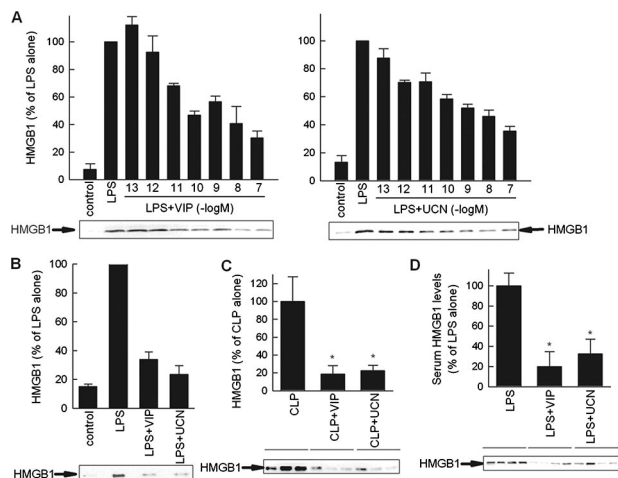 A
HMGB1 (% of LPS alone)
120
100
80
60
40
20
0
control
LPS
13 12 11 10 9 8 7
LPS+VIP (-logM)
HMGB1
100
80
60
40
20
0
control
LPS
13 12 11 10 9 8 7
LPS+UCN (-logM)
HMGB1
B
HMGB1 (% of LPS alone)
100
80
60
40
20
0
control
LPS
LPS+VIP
LPS+UCN
HMGB1
C
HMGB1 (% of CLP alone)
120
100
80
60
40
20
0
* *
CLP
CLP+VIP
CLP+UCN
HMGB1
D
Serum HMGB1 levels
(% of LPS alone)
100
80
60
40
20
0
* *
LPS
LPS+VIP
LPS+UCN
HMGB1